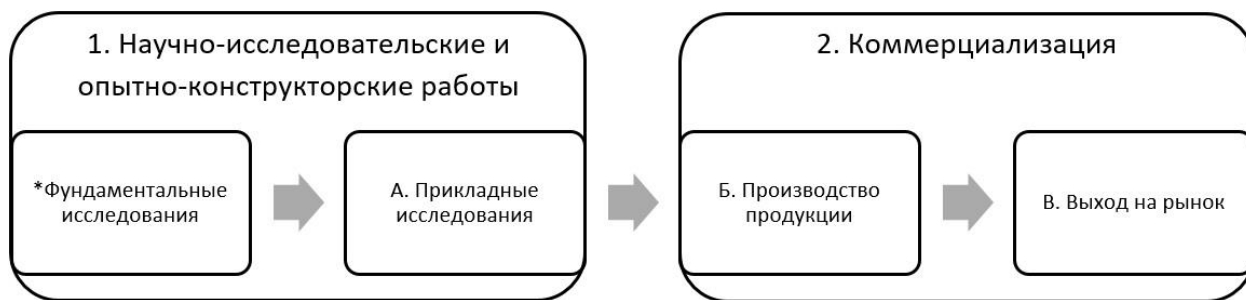 1. Научно-исследовательские и
опытно-конструкторские работы
*Фундаментальные
исследования
А. Прикладные
исследования
2. Коммерциализация
Б. Производство
продукции
В. Выход на рынок